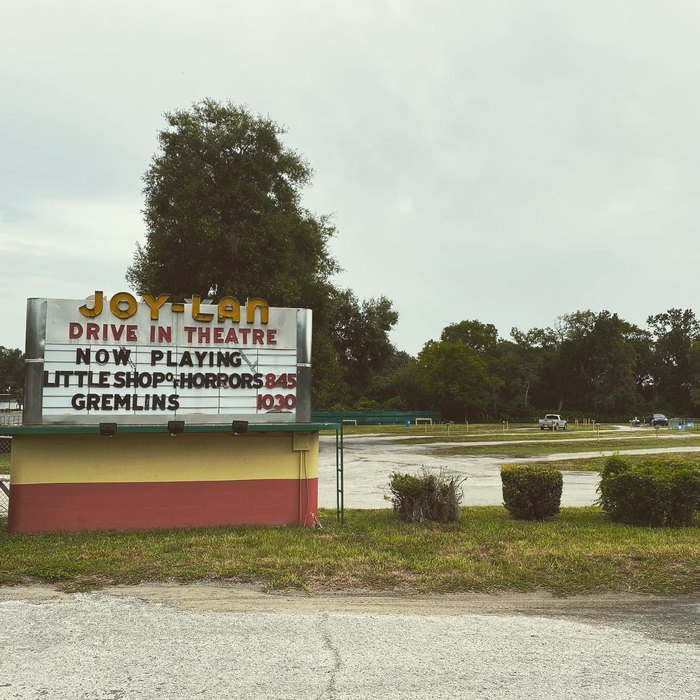 JOY-LAN
DRIVE IN THEATRE
NOW PLAYING
LITTLE SHOP OF HORRORS 845
GREMLINS 1030